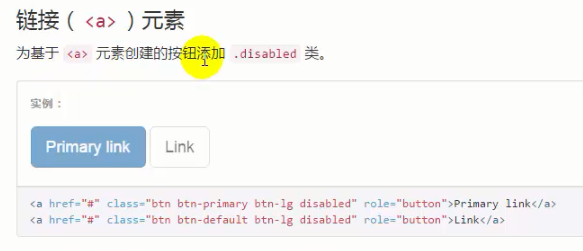 链接（ <a> ）元素
为基于 <a> 元素创建的按钮添加 .disabled 类。
实例：
Primary link Link
<a href="#" class="btn btn-primary btn-lg disabled" role="button">Primary link</a>
<a href="#" class="btn btn-default btn-lg disabled" role="button">Link</a>